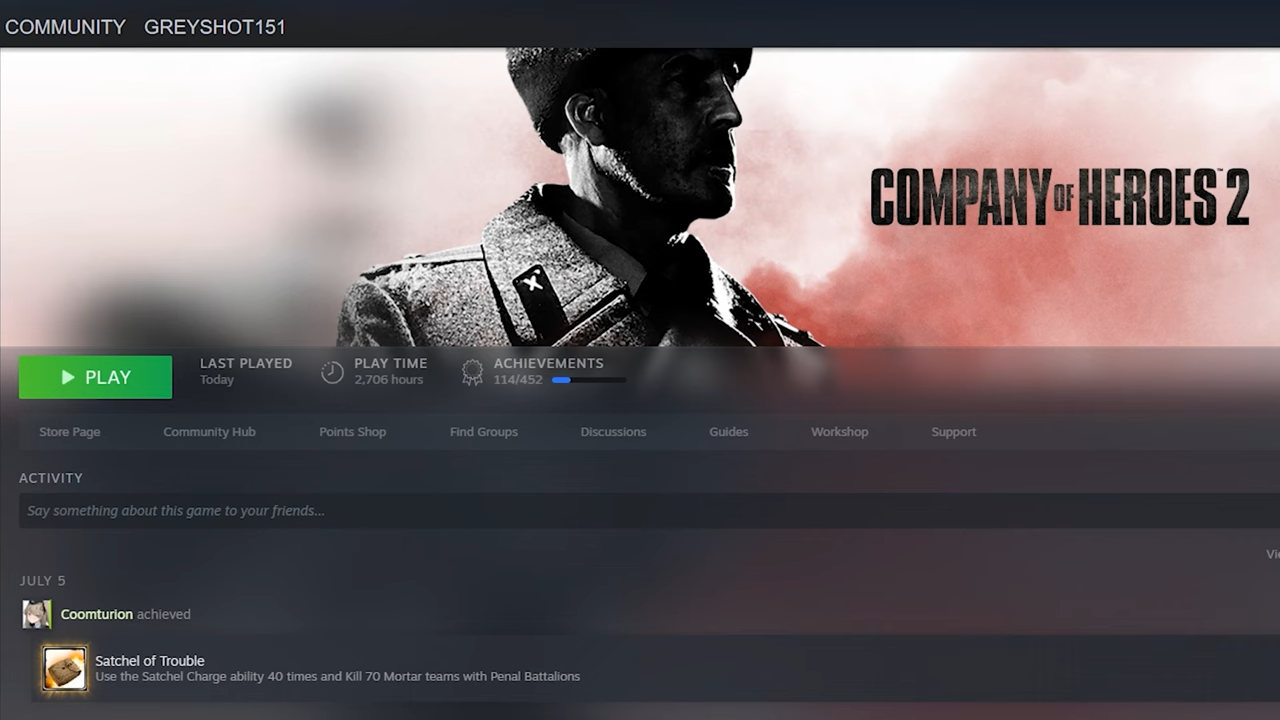 COMMUNITY GREYSHOT151
COMPANY OF HEROES™ 2
PLAY
LAST PLAYED
Today
PLAY TIME
2,706 hours
ACHIEVEMENTS
114/452
Store Page Community Hub Points Shop Find Groups Discussions Guides Workshop Support
ACTIVITY
Say something about this game to your friends...
JULY 5
Coomturion achieved
Satchel of Trouble
Use the Satchel Charge ability 40 times and Kill 70 Mortar teams with Penal Battalions